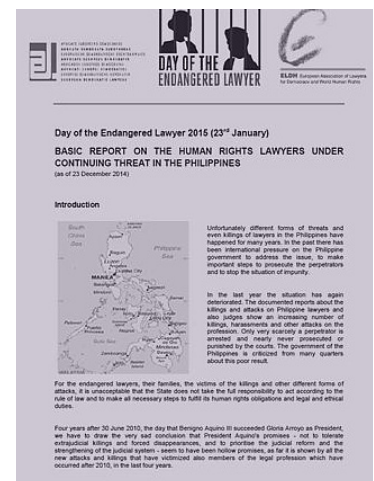 DAY OF THE
ENDANGERED LAWYER
ELDH European Association of Lawyers
for Democracy and World Human Rights
Day of the Endangered Lawyer 2015 (23rd January)
BASIC REPORT ON THE HUMAN RIGHTS LAWYERS UNDER
CONTINUING THREAT IN THE PHILIPPINES
(as of 23 December 2014)
Introduction
Unfortunately different forms of threats and
even killings of lawyers in the Philippines have
happened for many years. In the past there has
been international pressure on the Philippine
government to address the issue, to make
important steps to prosecute the perpetrators
and to stop the situation of impunity.
South
China
Sea
Philippine
Sea
MANILA
In the last year the situation has again
deteriorated. The documented reports about the
killings and attacks on Philippine lawyers and
also judges show an increasing number of
killings, harassments and other attacks on the
profession. Only very scarcely a perpetrator is
arrested and nearly never prosecuted or
punished by the courts. The government of the
Philippines is criticized from many quarters
about this poor result.
For the endangered lawyers, their families, the victims of the killings and other different forms of
attacks, it is unacceptable that the State does not take the full responsibility to act according to the
rule of law and to make all necessary steps to fulfil its human rights obligations and legal and ethical
duties.
Four years after 30 June 2010, the day that Benigno Aquino III succeeded Gloria Arroyo as President,
we have to draw the very sad conclusion that President Aquino's promises - not to tolerate
extrajudicial killings and forced disappearances, and to prioritise the judicial reform and the
strengthening of the judicial system - seem to have been hollow promises, as far it is shown by all the
new attacks and killings that have victimized also members of the legal profession which have
occurred after 2010, in the last four years.